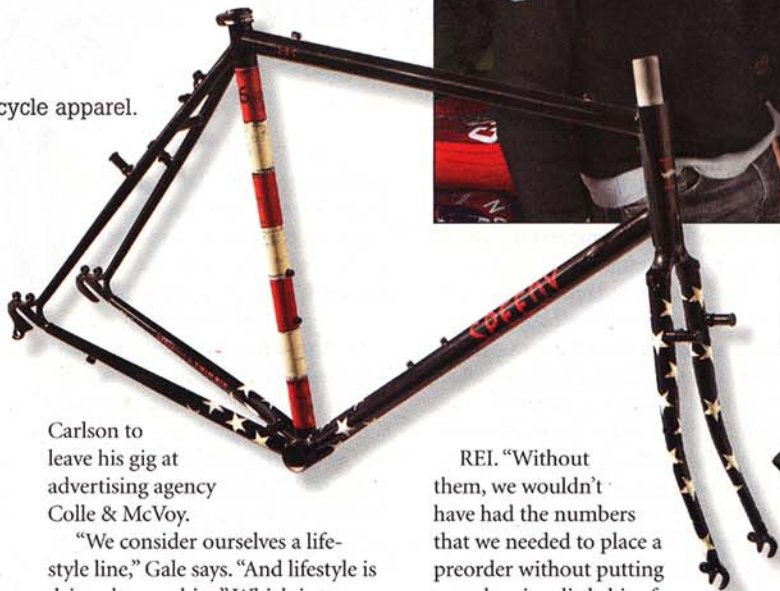 cycle apparel.
Carlson to
leave his gig at
advertising agency
Colle & McVoy.
“We consider ourselves a life-
style line,” Gale says. “And lifestyle is
REI. “Without
them, we wouldn’t
have had the numbers
that we needed to place a
preorder without putting